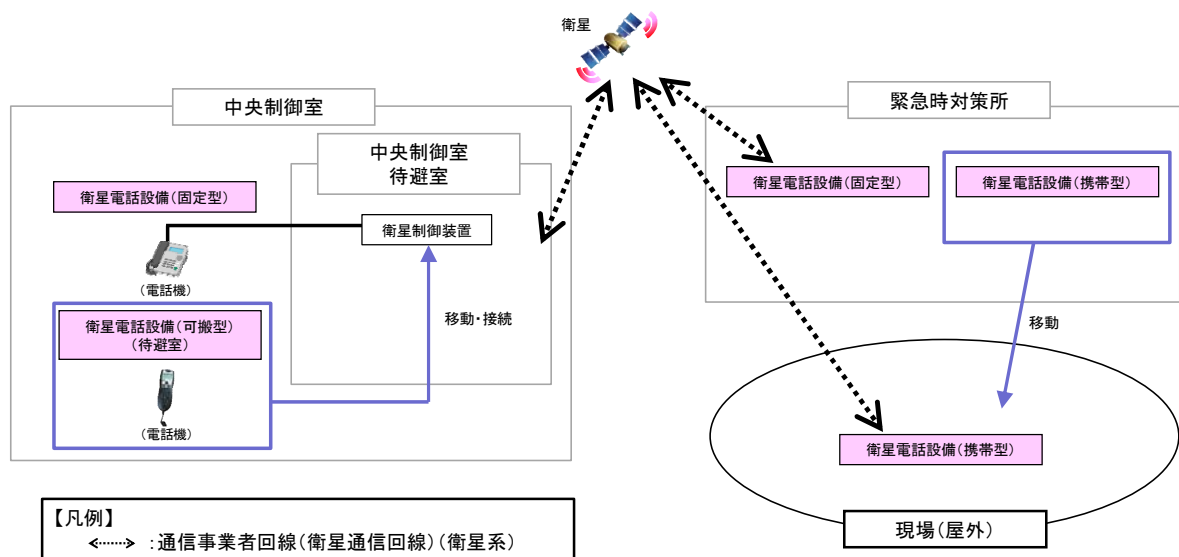 衛星
中央制御室
中央制御室
待避室
衛星電話設備(固定型)
衛星制御装置
(電話機)
衛星電話設備(可搬型)
(待避室)
(電話機)
移動・接続
緊急時対策所
衛星電話設備(固定型)
衛星電話設備(携帯型)
移動
衛星電話設備(携帯型)
現場(屋外)
【凡例】
:通信事業者回線(衛星通信回線)(衛星系)